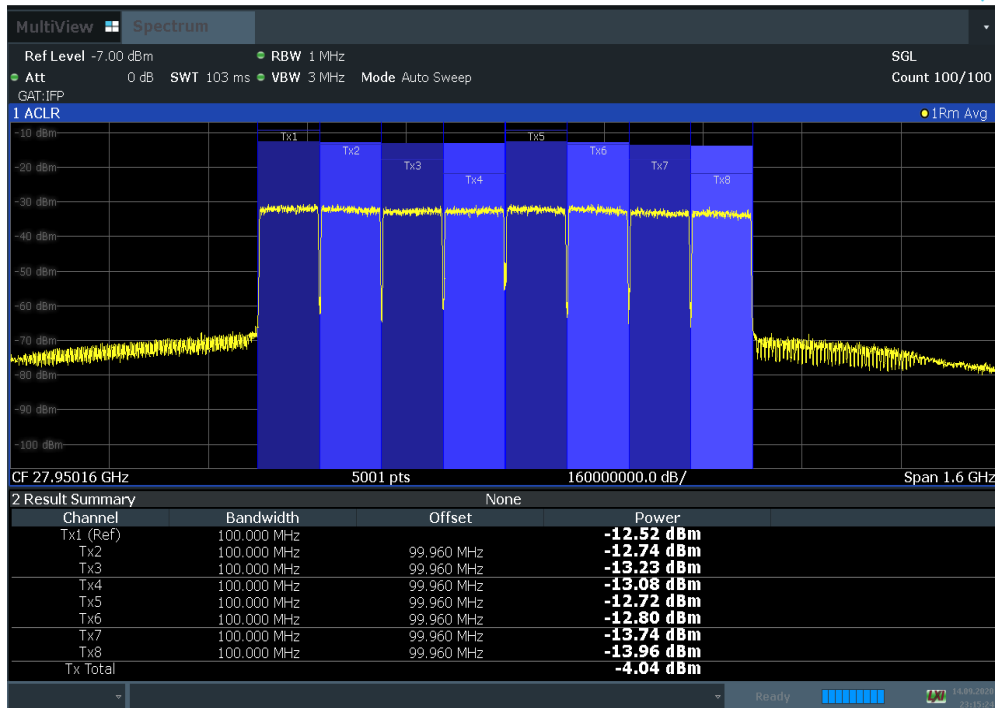 MultiView Spectrum
Ref Level -7.00 dBm RBW 1 MHz SGL
Att 0 dB SWT 103 ms VBW 3 MHz Mode Auto Sweep Count 100/100
GAT:IFP
1 ACLR 1Rm Avg
-10 dBm
Tx1 Tx5
Tx2 Tx6
-20 dBm Tx3 Tx7
Tx4 Tx8
-30 dBm
-40 dBm
-50 dBm
-60 dBm
-70 dBm
-80 dBm
-90 dBm
-100 dBm
CF 27.95016 GHz 5001 pts 160000000.0 dB/ Span 1.6 GHz
2 Result Summary None
Channel Bandwidth Offset Power
Tx1 (Ref) 100.000 MHz -12.52 dBm
Tx2 100.000 MHz 99.960 MHz -12.74 dBm
Tx3 100.000 MHz 99.960 MHz -13.23 dBm
Tx4 100.000 MHz 99.960 MHz -13.08 dBm
Tx5 100.000 MHz 99.960 MHz -12.72 dBm
Tx6 100.000 MHz 99.960 MHz -12.80 dBm
Tx7 100.000 MHz 99.960 MHz -13.74 dBm
Tx8 100.000 MHz 99.960 MHz -13.96 dBm
Tx Total -4.04 dBm
Ready 14.09.2020
23:15:24